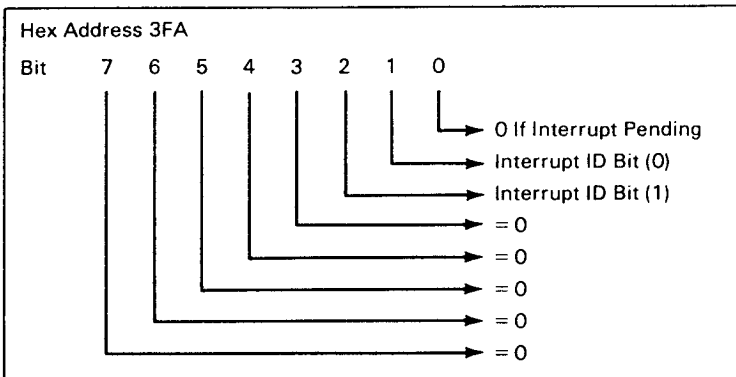 Hex Address 3FA
Bit 7 6 5 4 3 2 1 0
0 If Interrupt Pending
Interrupt ID Bit (0)
Interrupt ID Bit (1)
= 0
= 0
= 0
= 0
= 0